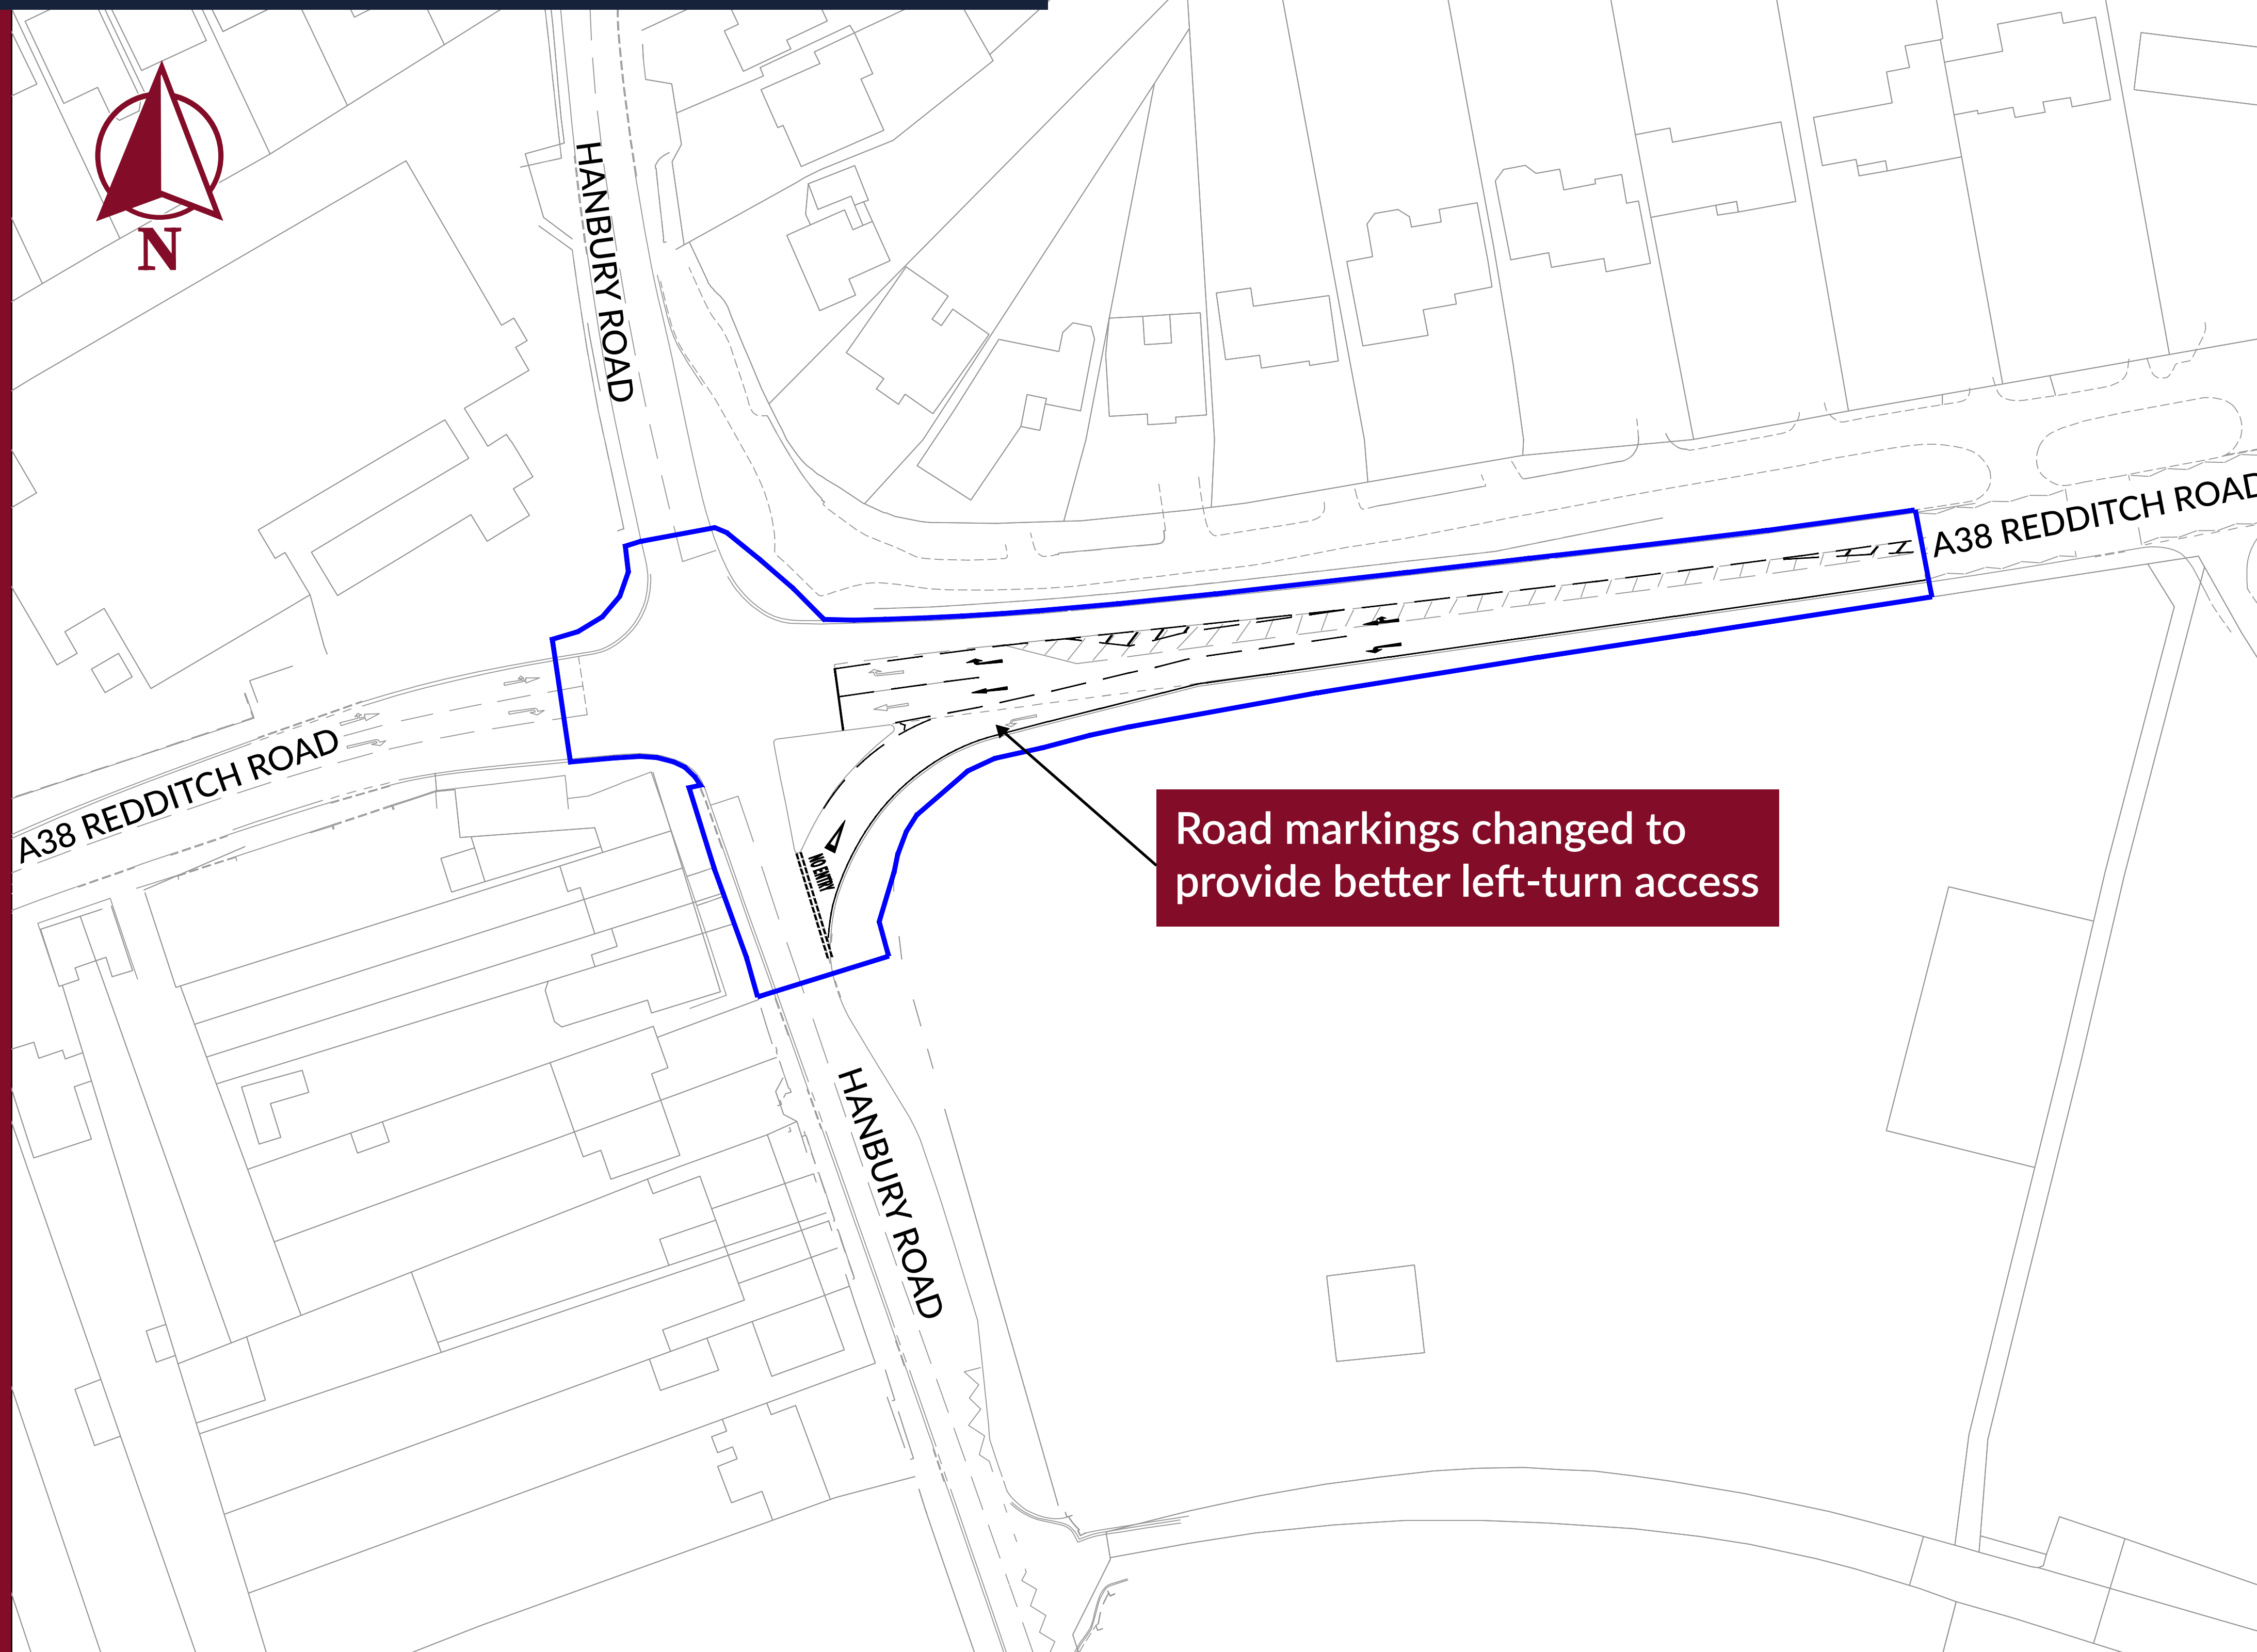 N
HANBURY ROAD
A38 REDDITCH ROAD
A38 REDDITCH ROAD
Road markings changed to
provide better left-turn access
NO ENTRY
HANBURY ROAD